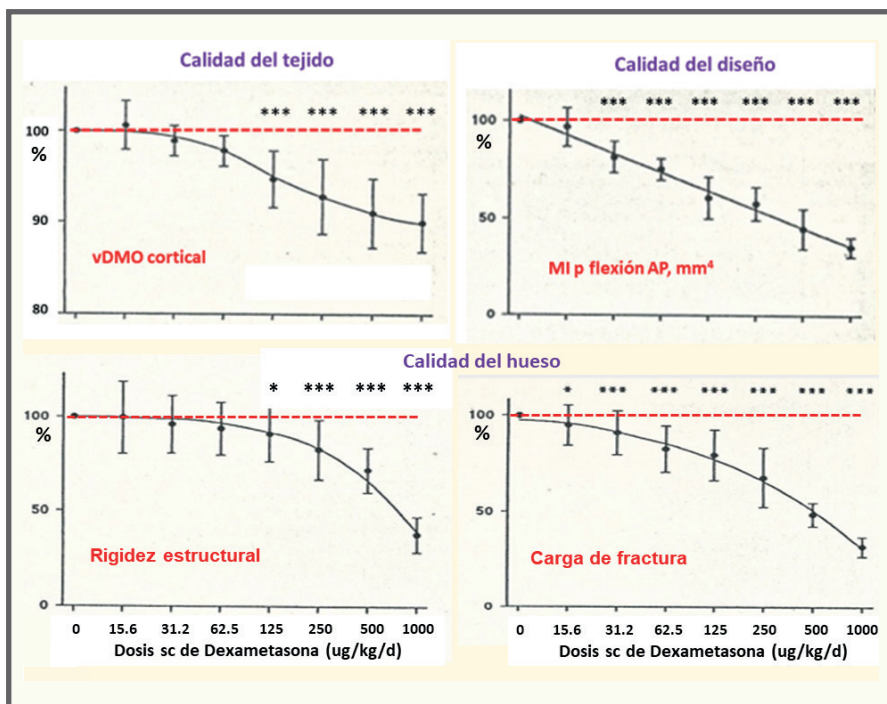 Calidad del tejido
*** *** *** ***
100
%
90
vDMO cortical
80
Calidad del diseño
*** *** *** *** *** ***
100
%
50
MI p flexión AP, mm⁴
0
Calidad del hueso
* *** *** ***
100
%
50
Rigidez estructural
0
0 15.6 31.2 62.5 125 250 500 1000
Dosis sc de Dexametasona (ug/kg/d)
* *** *** *** *** *** ***
100
%
50
Carga de fractura
0
0 15.6 31.2 62.5 125 250 500 1000
Dosis sc de Dexametasona (ug/kg/d)